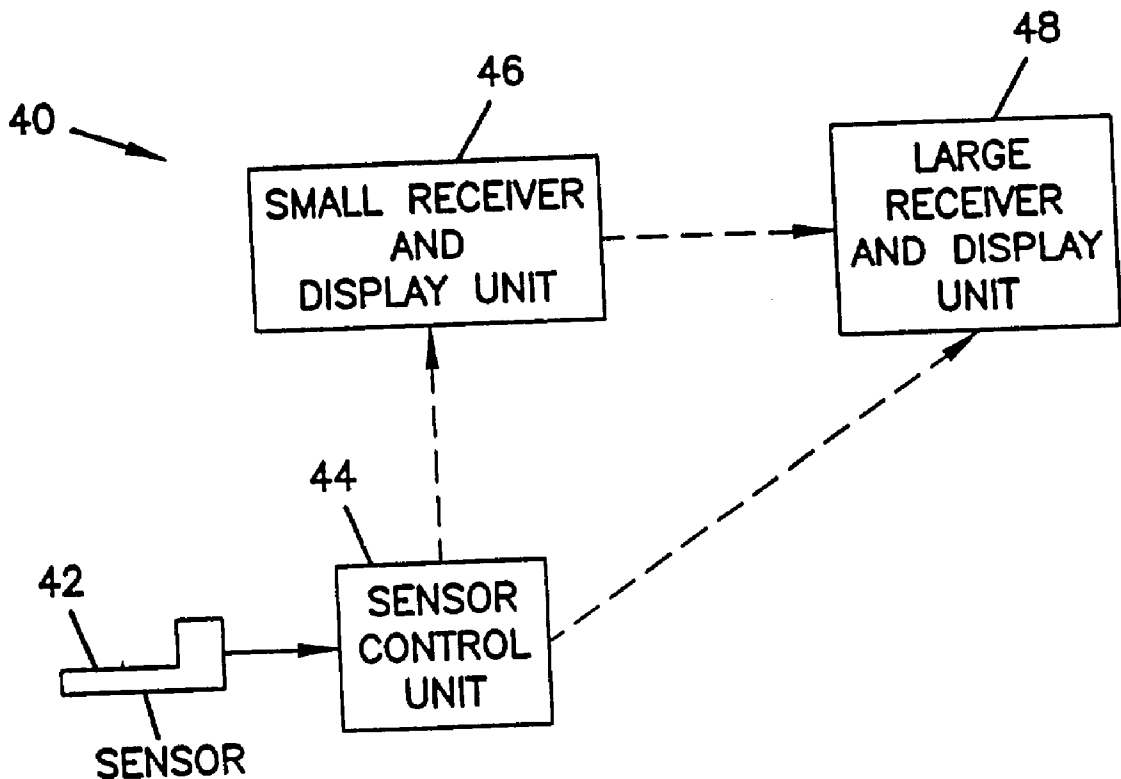 48
46
40
LARGE
RECEIVER
AND DISPLAY
UNIT
SMALL RECEIVER
AND
DISPLAY UNIT
44
42
SENSOR
CONTROL
UNIT
SENSOR